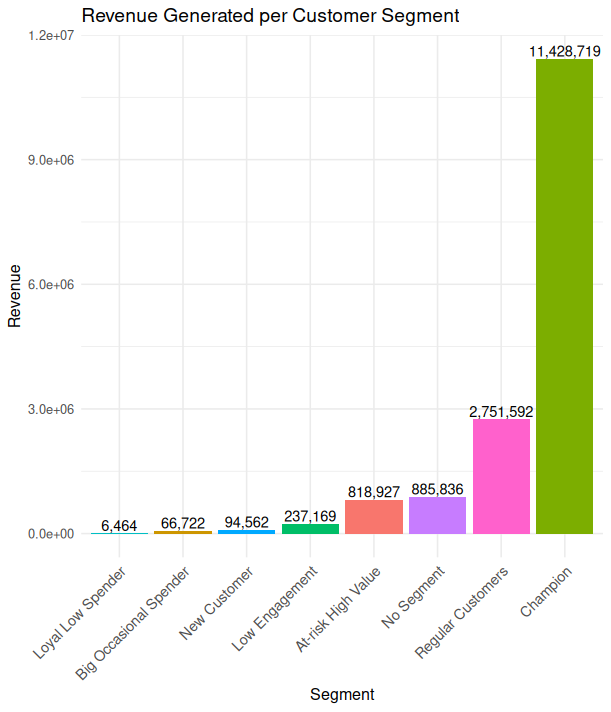 Revenue Generated per Customer Segment
1.2e+07
9.0e+06
6.0e+06
3.0e+06
0.0e+00
Revenue
6,464
66,722
94,562
237,169
818,927
885,836
2,751,592
11,428,719
Loyal Low Spender
Big Occasional Spender
New Customer
Low Engagement
At-risk High Value
No Segment
Regular Customers
Champion
Segment